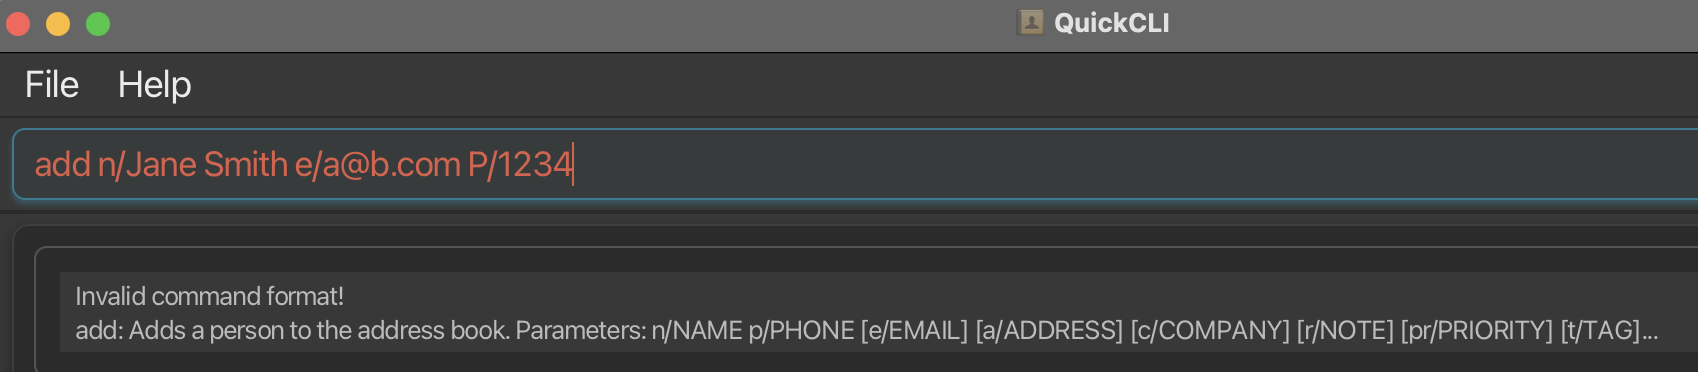 QuickCLI
File Help
add n/Jane Smith e/a@b.com P/1234
Invalid command format!
add: Adds a person to the address book. Parameters: n/NAME p/PHONE [e/EMAIL] [a/ADDRESS] [c/COMPANY] [r/NOTE] [pr/PRIORITY] [t/TAG]...